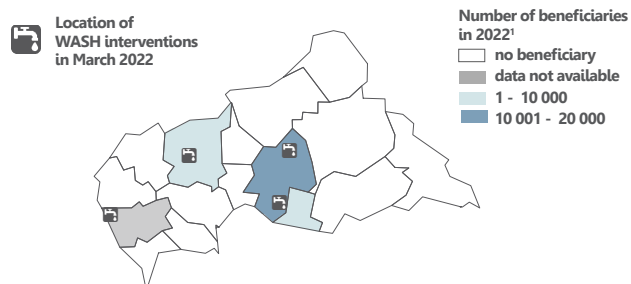 Location of
WASH interventions
in March 2022
Number of beneficiaries
in 2022¹
no beneficiary
data not available
1 - 10 000
10 001 - 20 000